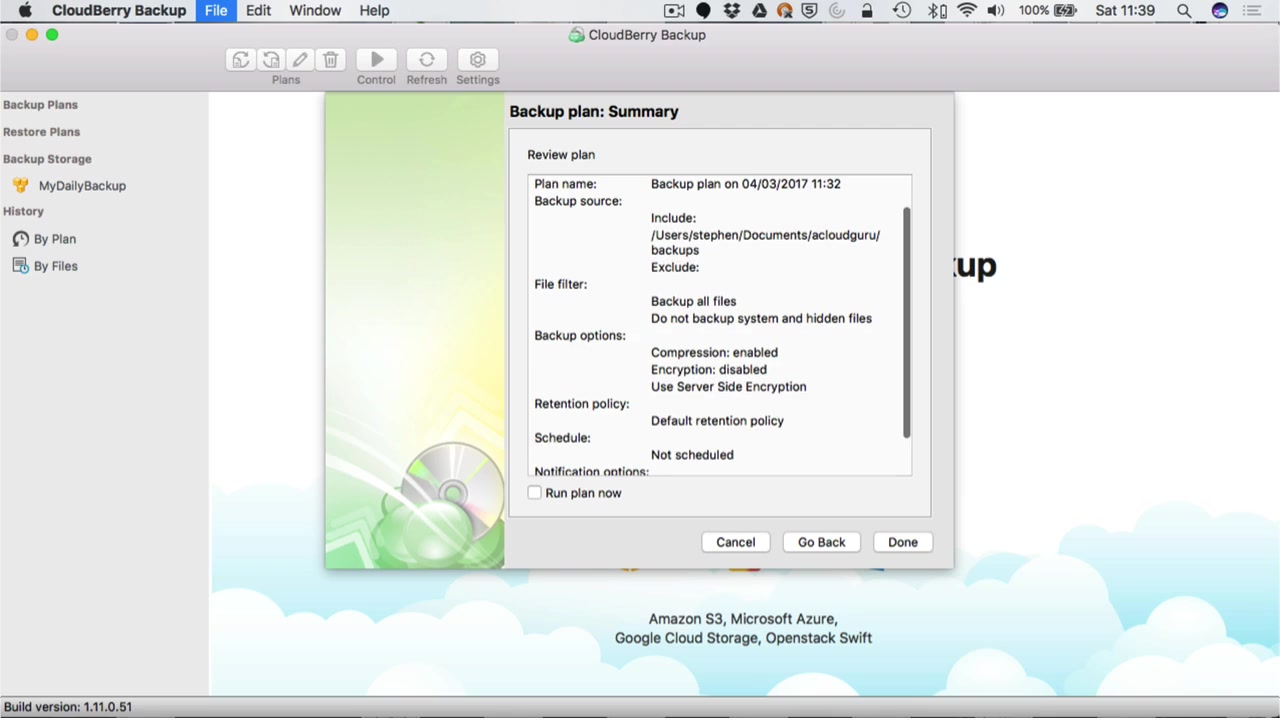 CloudBerry Backup File Edit Window Help 100% Sat 11:39
CloudBerry Backup
Plans Control Refresh Settings
Backup Plans
Restore Plans
Backup Storage
MyDailyBackup
History
By Plan
By Files
Backup plan: Summary
Review plan
Plan name: Backup plan on 04/03/2017 11:32
Backup source:
Include:
/Users/stephen/Documents/acloudguru/
backups
Exclude:
File filter:
Backup all files
Do not backup system and hidden files
Backup options:
Compression: enabled
Encryption: disabled
Use Server Side Encryption
Retention policy:
Default retention policy
Schedule:
Not scheduled
Notification options:
Run plan now
Cancel Go Back Done
kup
Amazon S3, Microsoft Azure,
Google Cloud Storage, Openstack Swift
Build version: 1.11.0.51